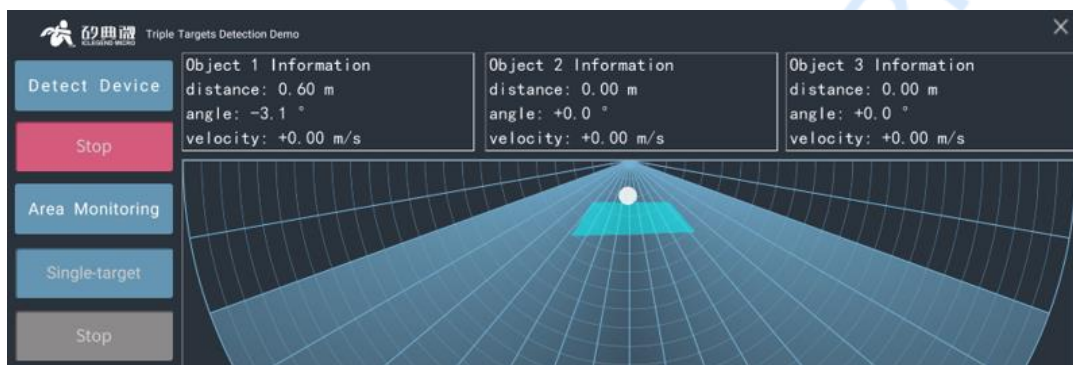 矽典微 Triple Targets Detection Demo
ICLEGEND MICRO
Detect Device
Stop
Area Monitoring
Single-target
Stop
Object 1 Information
distance: 0.60 m
angle: -3.1 °
velocity: +0.00 m/s
Object 2 Information
distance: 0.00 m
angle: +0.0 °
velocity: +0.00 m/s
Object 3 Information
distance: 0.00 m
angle: +0.0 °
velocity: +0.00 m/s